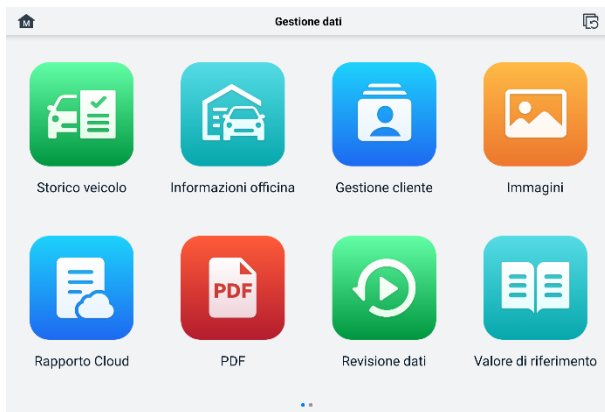 M
Gestione dati
Storico veicolo
Informazioni officina
Gestione cliente
Immagini
PDF
Rapporto Cloud
PDF
Revisione dati
Valore di riferimento